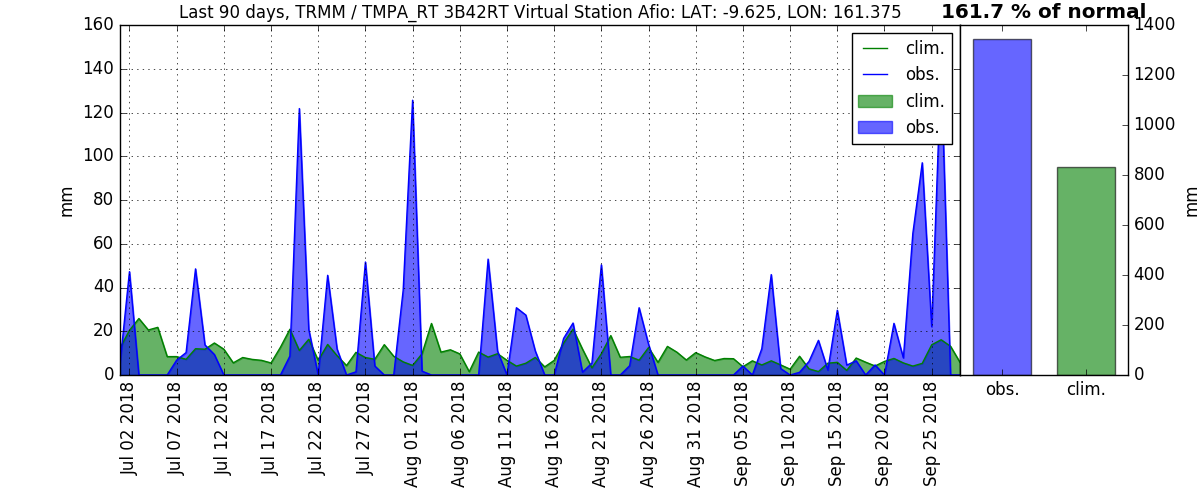 Last 90 days, TRMM / TMPA_RT 3B42RT Virtual Station Afio: LAT: -9.625, LON: 161.375
161.7 % of normal
160
140
120
100
80
60
40
20
0
mm
clim.
obs.
clim.
obs.
1400
1200
1000
800
600
400
200
0
mm
Jul 02 2018
Jul 07 2018
Jul 12 2018
Jul 17 2018
Jul 22 2018
Jul 27 2018
Aug 01 2018
Aug 06 2018
Aug 11 2018
Aug 16 2018
Aug 21 2018
Aug 26 2018
Aug 31 2018
Sep 05 2018
Sep 10 2018
Sep 15 2018
Sep 20 2018
Sep 25 2018
obs.
clim.